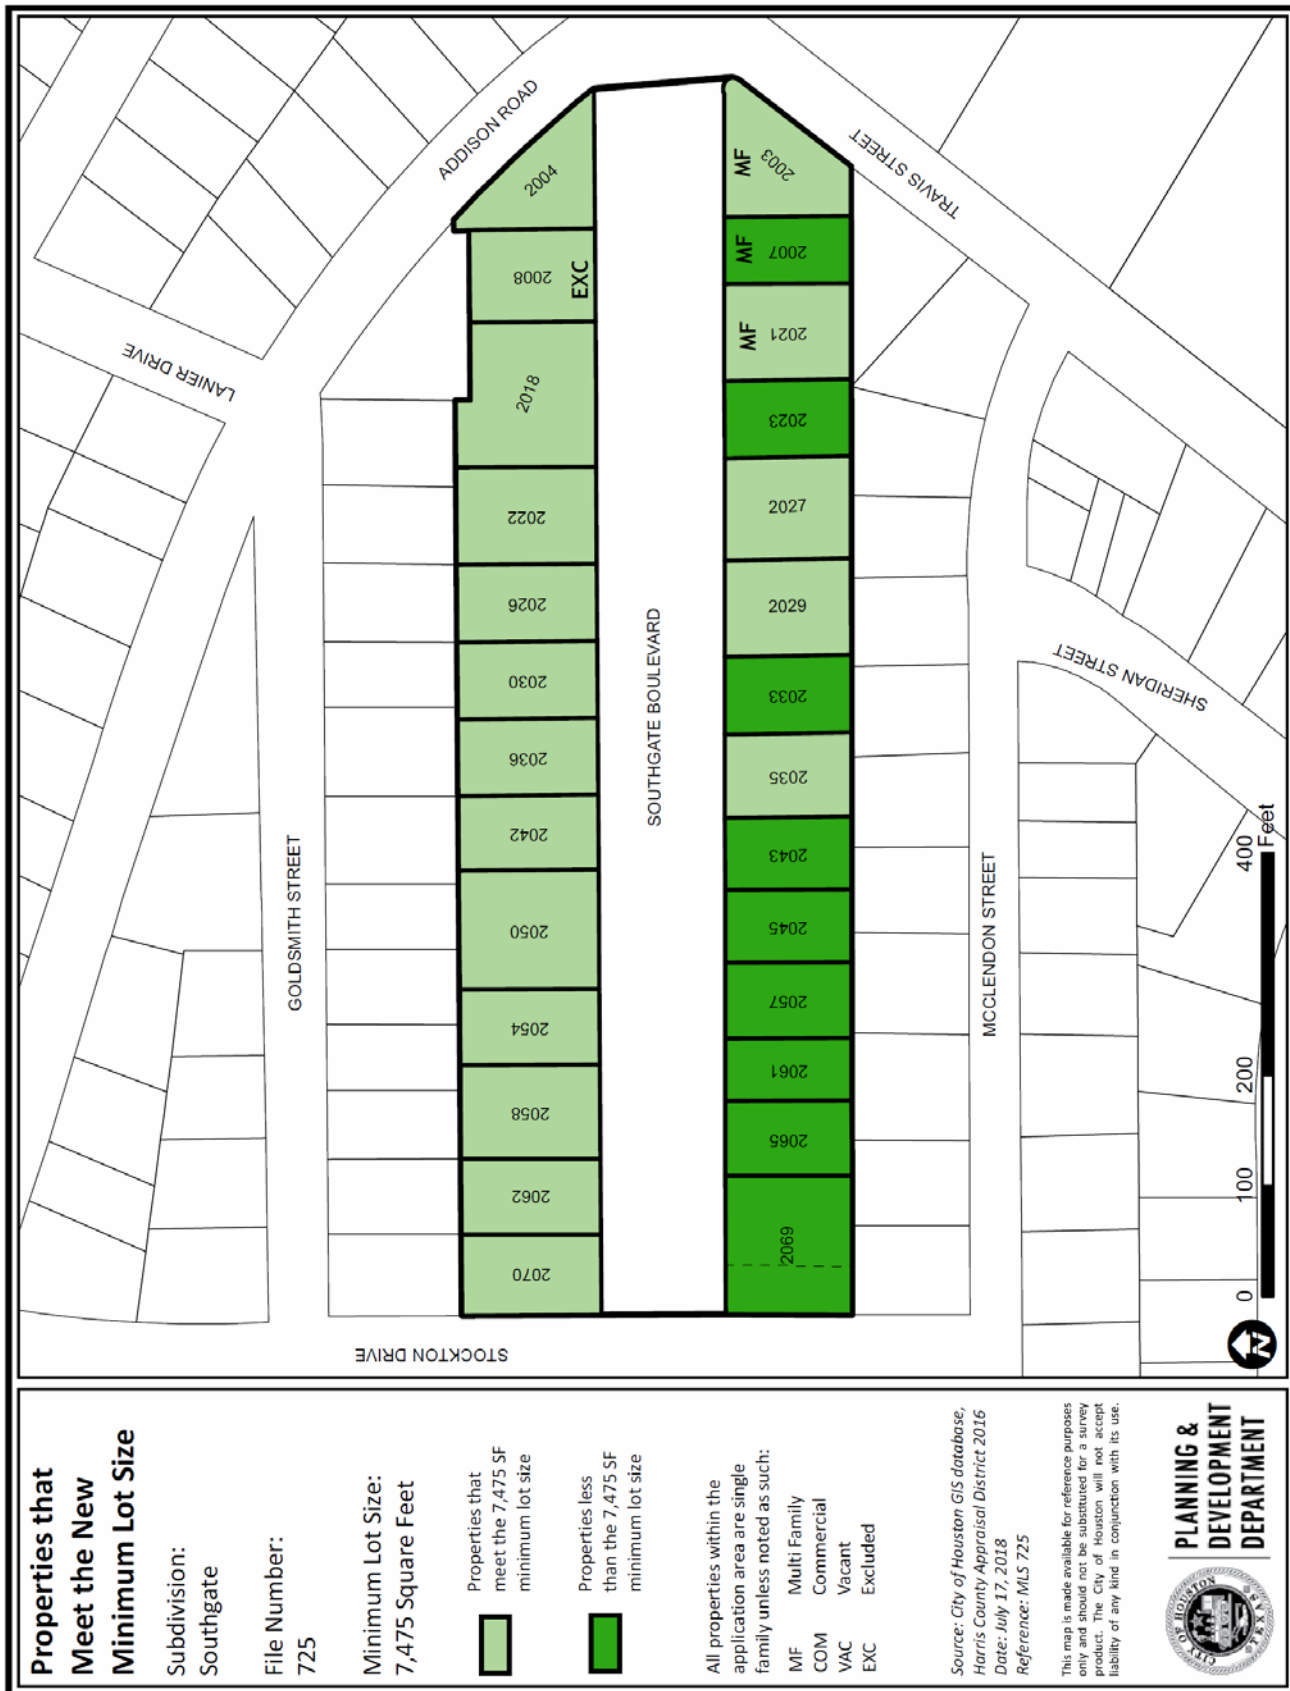 Properties that
Meet the New
Minimum Lot Size
Subdivision:
Southgate
File Number:
725
Minimum Lot Size:
7,475 Square Feet
Properties that
meet the 7,475 SF
minimum lot size
Properties less
than the 7,475 SF
minimum lot size
All properties within the
application area are single
family unless noted as such:
MF Multi Family
COM Commercial
VAC Vacant
EXC Excluded
Source: City of Houston GIS database,
Harris County Appraisal District 2016
Date: July 17, 2018
Reference: MLS 725
This map is made available for reference purposes
only and should not be substituted for a survey
product. The City of Houston will not accept
liability of any kind in conjunction with its use.
CITY OF HOUSTON
TEXAS
PLANNING &
DEVELOPMENT
DEPARTMENT
STOCKTON DRIVE
GOLDSMITH STREET
LANIER DRIVE
ADDISON ROAD
2070
2062
2058
2054
2050
2042
2036
2030
2026
2022
2018
2008
EXC
2004
SOUTHGATE BOULEVARD
2069
2065
2061
2057
2045
2043
2035
2033
2029
2027
2023
2021
MF
2007
MF
2003
MF
MCCLENDON STREET
SHERIDAN STREET
TRAVIS STREET
N
0 100 200 400
Feet